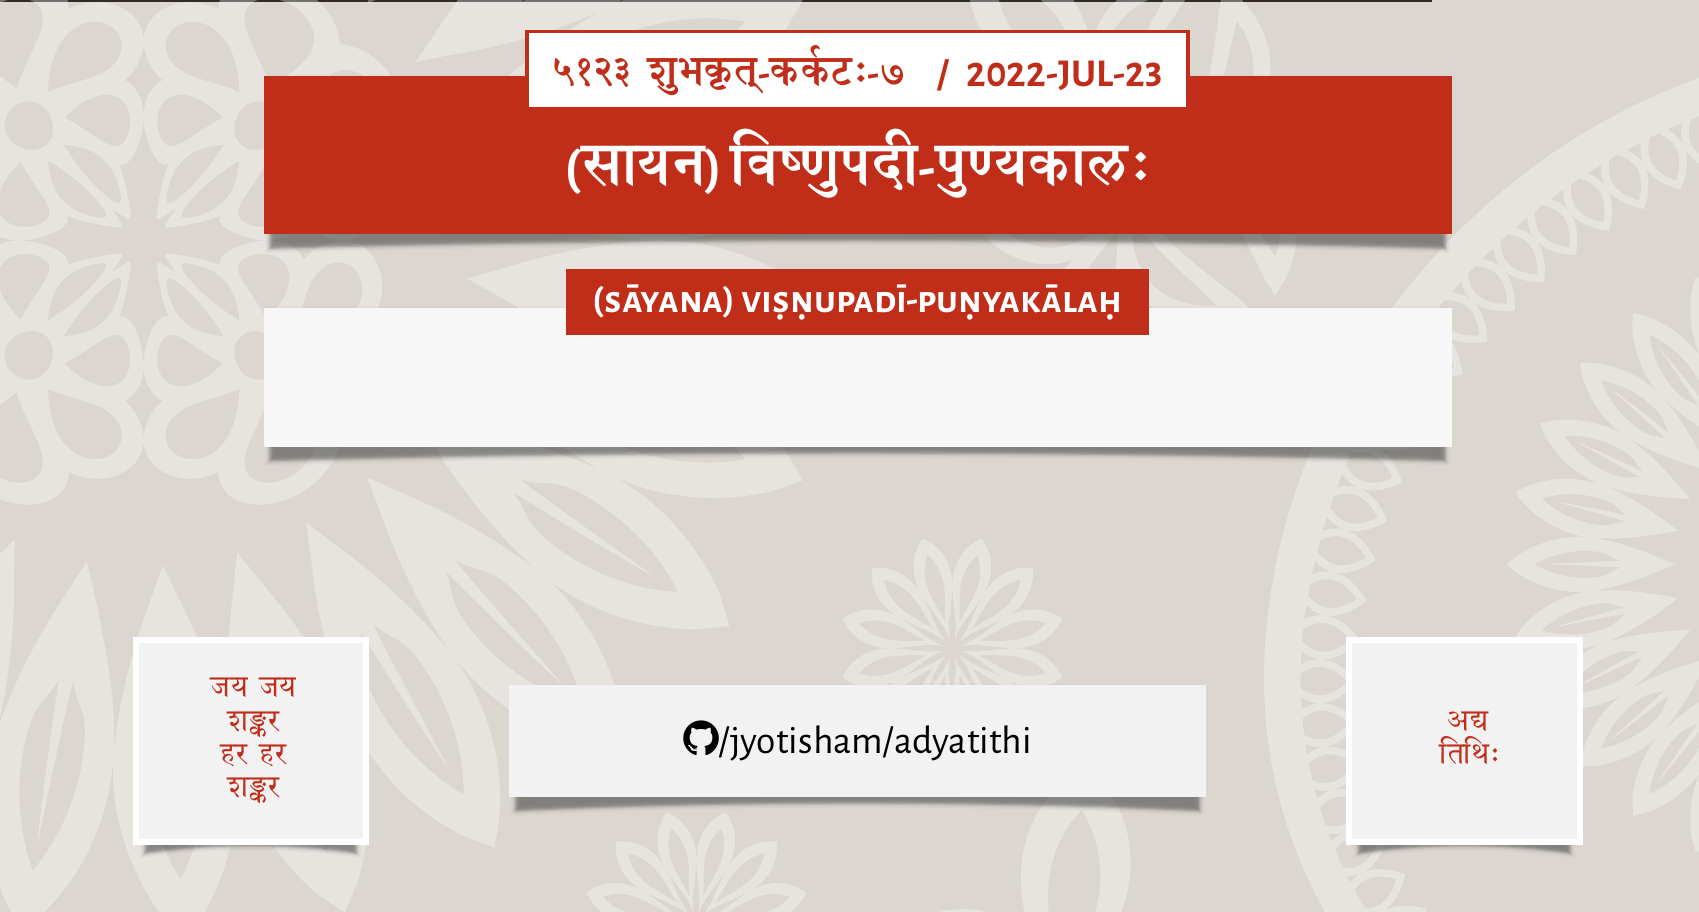 ५१२३ शुभकृत्-कर्कटः-७ / 2022-JUL-23
(सायन) विष्णुपदी-पुण्यकालः
(SĀYANA) VIṢṆUPADĪ-PUṆYAKĀLAḤ
जय जय
शङ्कर
हर हर
शङ्कर
/jyotisham/adyatithi
अद्य
तिथिः